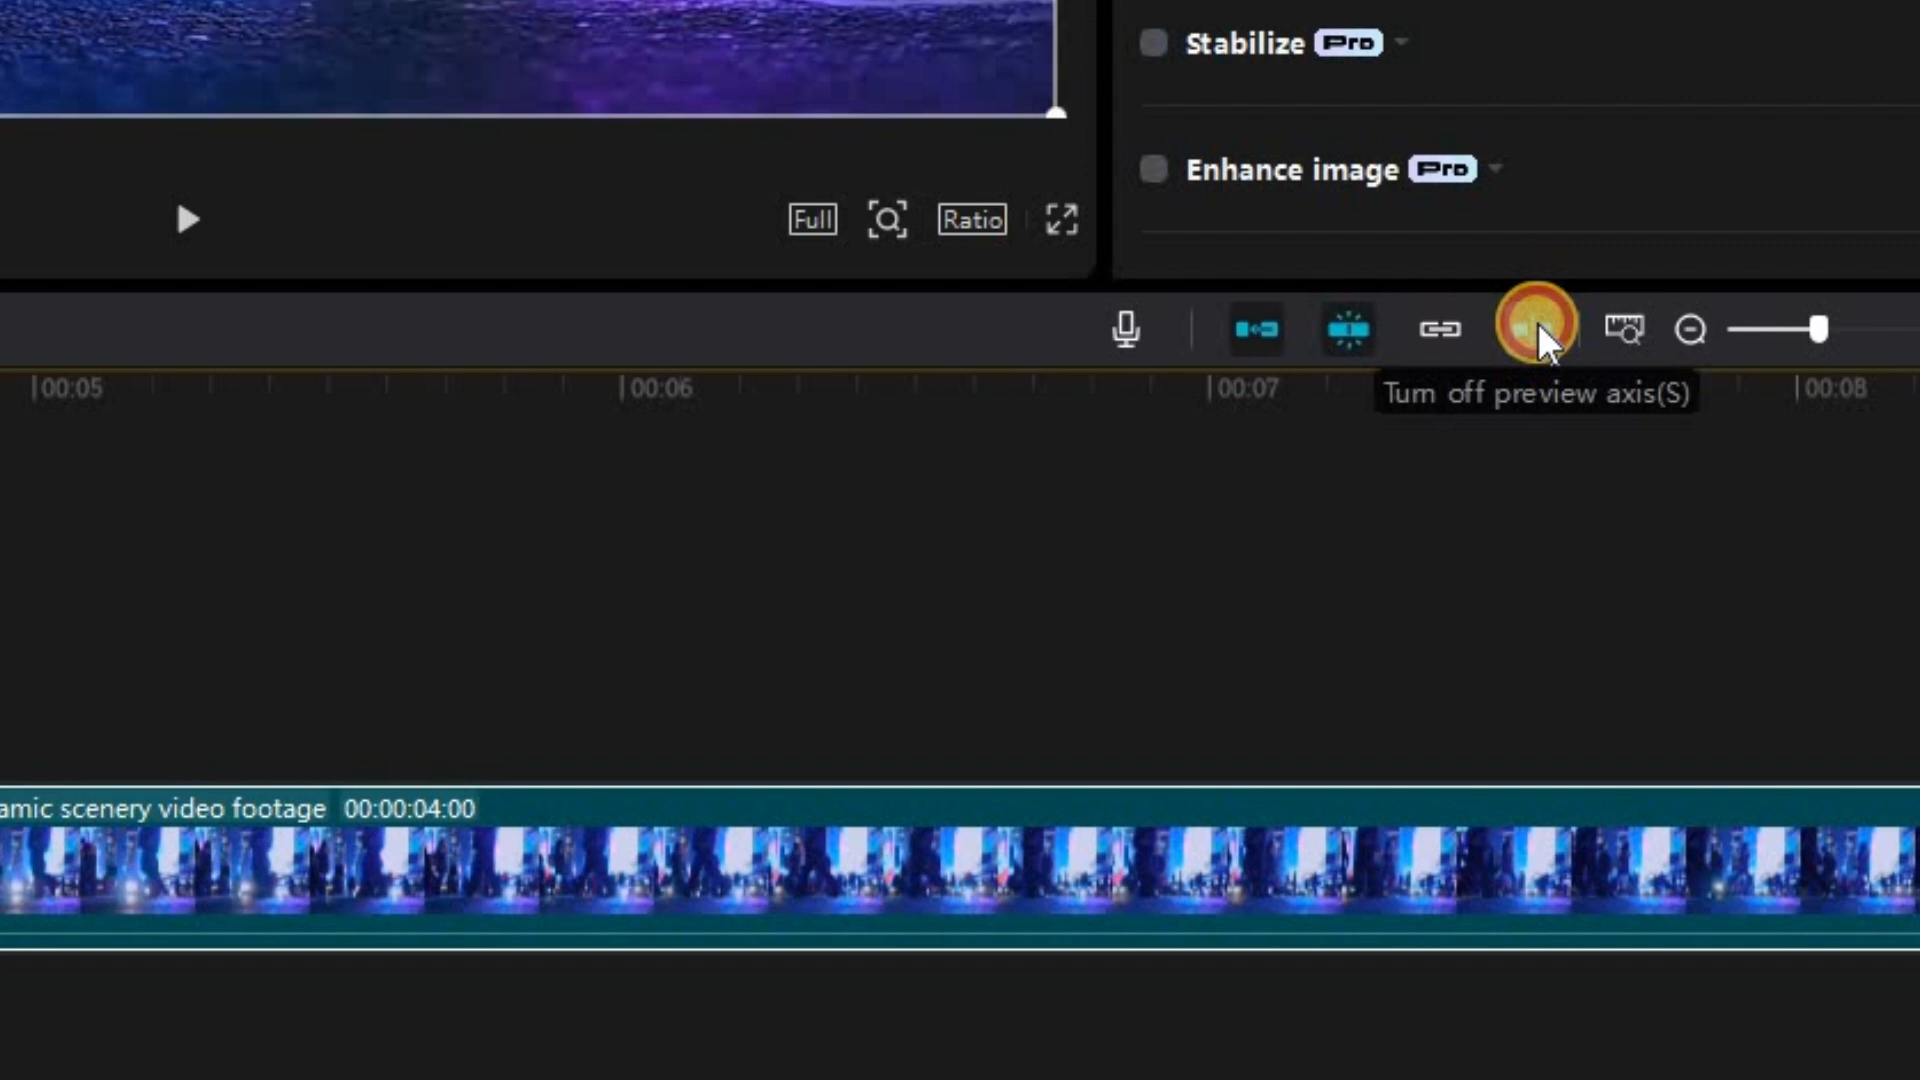 Stabilize Pro
Enhance image Pro
Full Ratio
00:05 00:06 00:07 00:08
Turn off preview axis(S)
amic scenery video footage 00:00:04:00